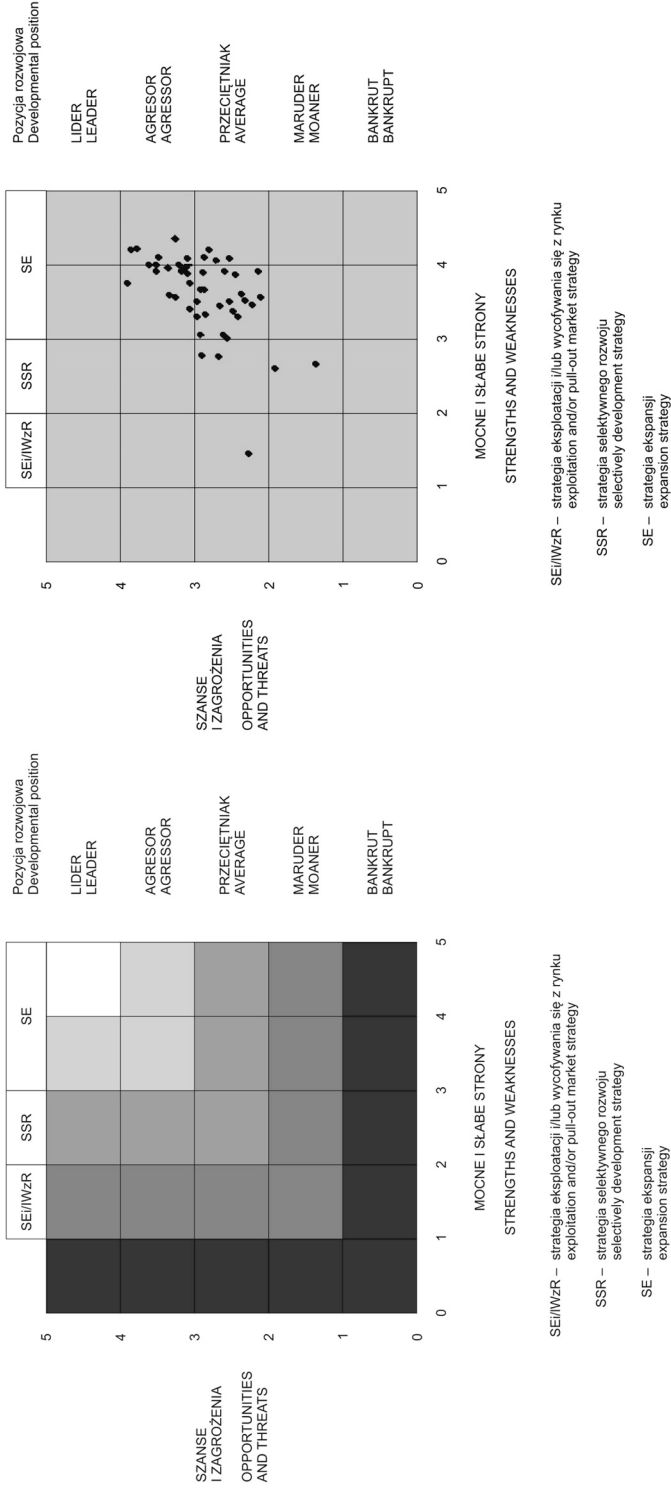 Pozycja rozwojowa
Developmental position
SEi/IWzR
SSR
SE
5
4
3
2
1
0
LIDER
LEADER
AGRESOR
AGRESSOR
PRZECIĘTNIAK
AVERAGE
MARUDER
MOANER
BANKRUT
BANKRUPT
SZANSE
I ZAGROŻENIA
OPPORTUNITIES
AND THREATS
0
1
2
3
4
5
MOCNE I SŁABE STRONY
STRENGTHS AND WEAKNESSES
SEi/IWzR – strategia eksploatacji i/lub wycofywania się z rynku
exploitation and/or pull-out market strategy
SSR – strategia selektywnego rozwoju
selectively development strategy
SE – strategia ekspansji
expansion strategy
Pozycja rozwojowa
Developmental position
SEi/IWzR
SSR
SE
5
4
3
2
1
0
LIDER
LEADER
AGRESOR
AGRESSOR
PRZECIĘTNIAK
AVERAGE
MARUDER
MOANER
BANKRUT
BANKRUPT
SZANSE
I ZAGROŻENIA
OPPORTUNITIES
AND THREATS
0
1
2
3
4
5
MOCNE I SŁABE STRONY
STRENGTHS AND WEAKNESSES
SEi/IWzR – strategia eksploatacji i/lub wycofywania się z rynku
exploitation and/or pull-out market strategy
SSR – strategia selektywnego rozwoju
selectively development strategy
SE – strategia ekspansji
expansion strategy